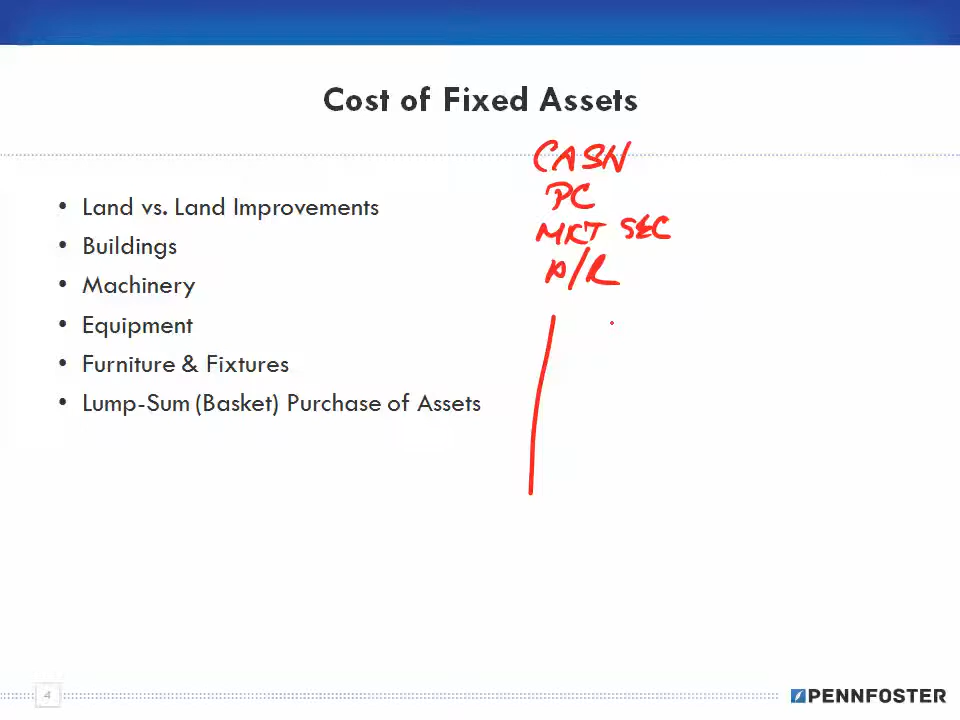 Cost of Fixed Assets
CASH
PC
MKT SEC
A/R
• Land vs. Land Improvements
• Buildings
• Machinery
• Equipment
• Furniture & Fixtures
• Lump-Sum (Basket) Purchase of Assets
4
PENNFOSTER